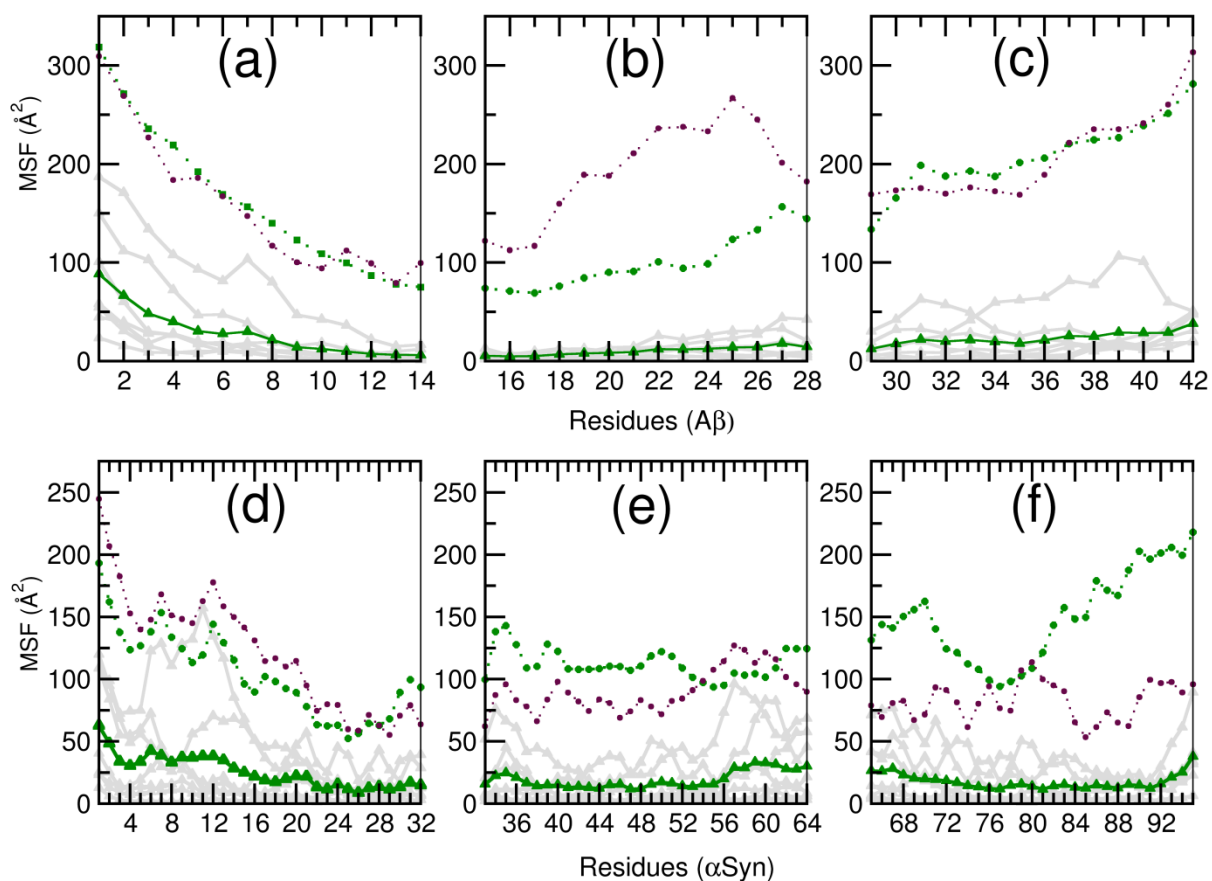 (a) (b) (c)
MSF (Å²)
300
200
100
0
2 4 6 8 10 12 14 16 18 20 22 24 26 28 30 32 34 36 38 40 42
Residues (Aβ)
(d) (e) (f)
MSF (Å²)
250
200
150
100
50
0
4 8 12 16 20 24 28 32 36 40 44 48 52 56 60 64 68 72 76 80 84 88 92
Residues (αSyn)